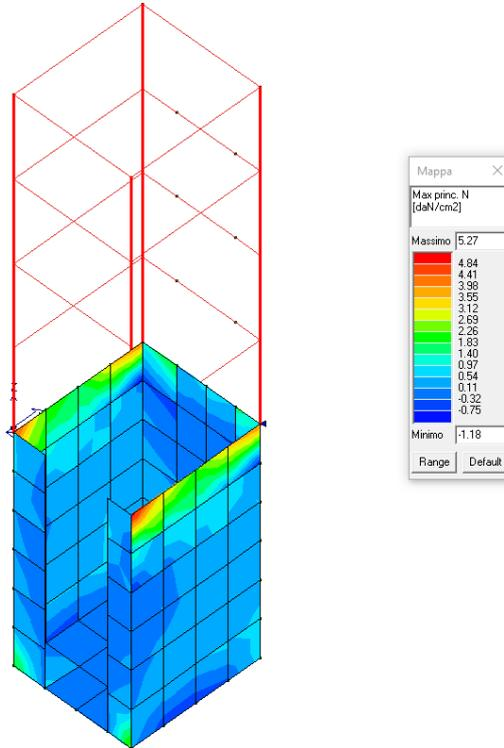 Mappa
Max princ. N
[daN/cm2]
Massimo 5.27
4.84
4.41
3.98
3.55
3.12
2.69
2.26
1.83
1.40
0.97
0.54
0.11
-0.32
-0.75
Minimo -1.18
Range Default